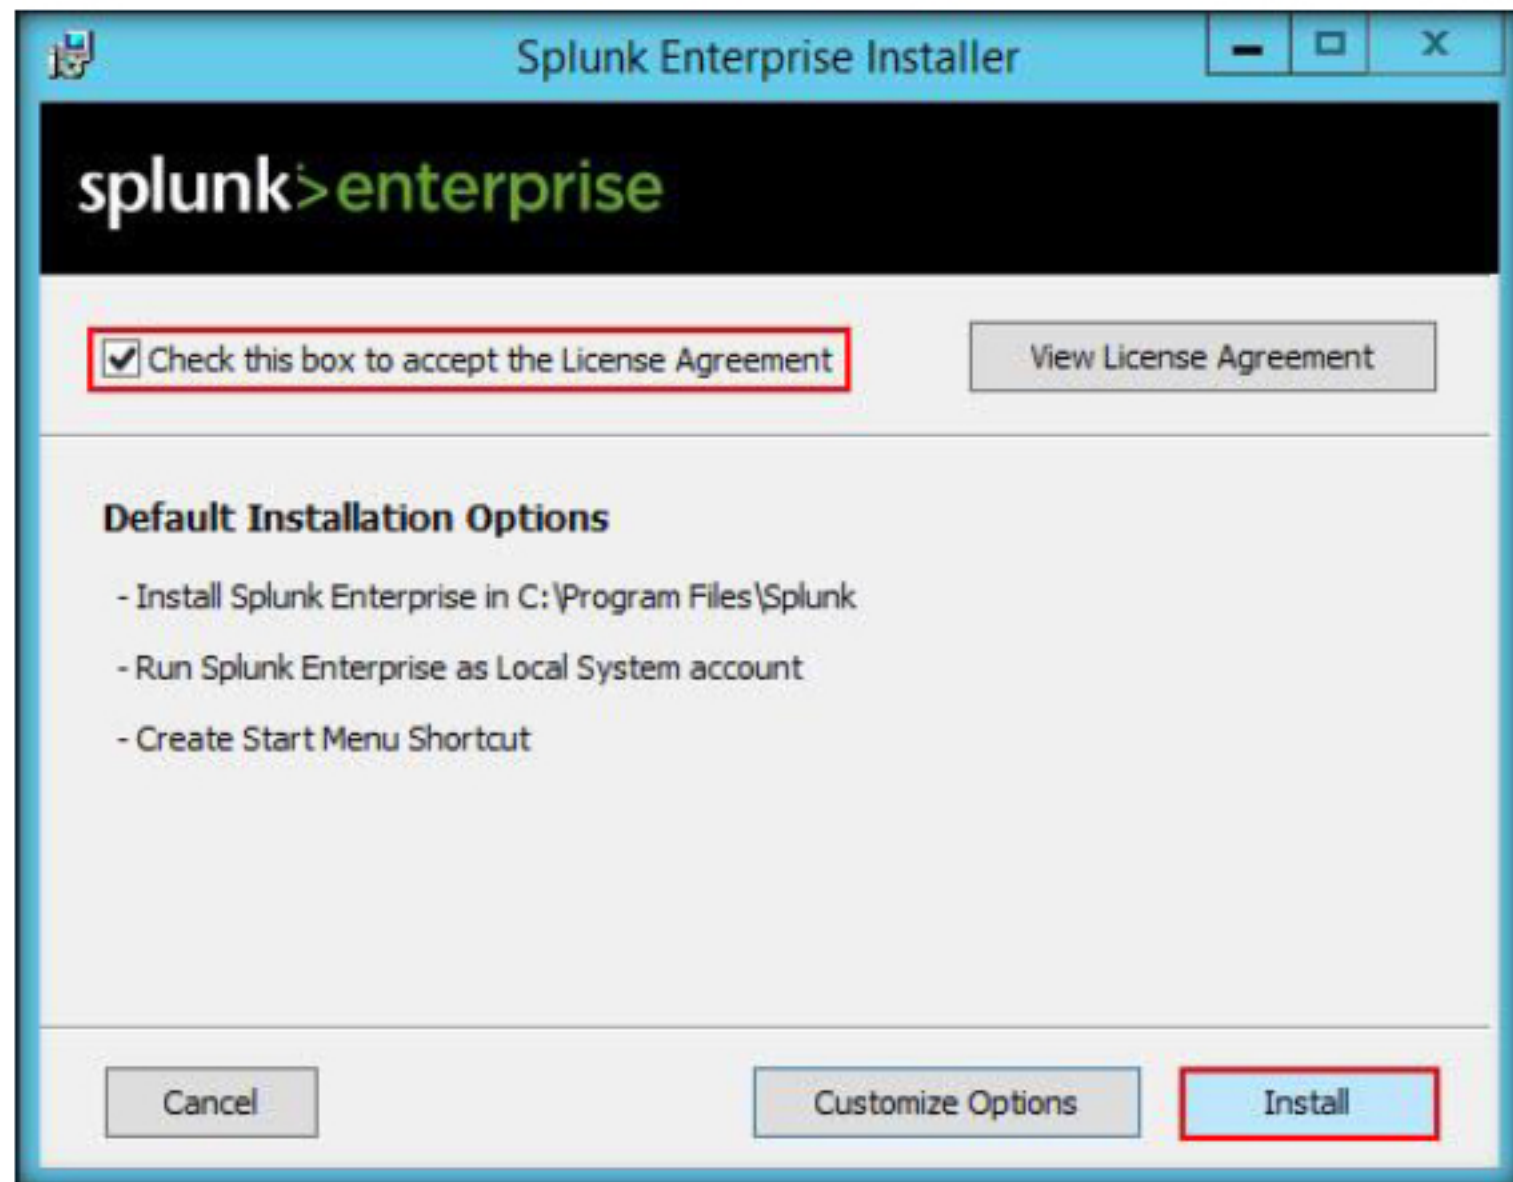 Splunk Enterprise Installer
splunk>enterprise
Check this box to accept the License Agreement
View License Agreement
Default Installation Options
- Install Splunk Enterprise in C:\Program Files\Splunk
- Run Splunk Enterprise as Local System account
- Create Start Menu Shortcut
Cancel
Customize Options
Install